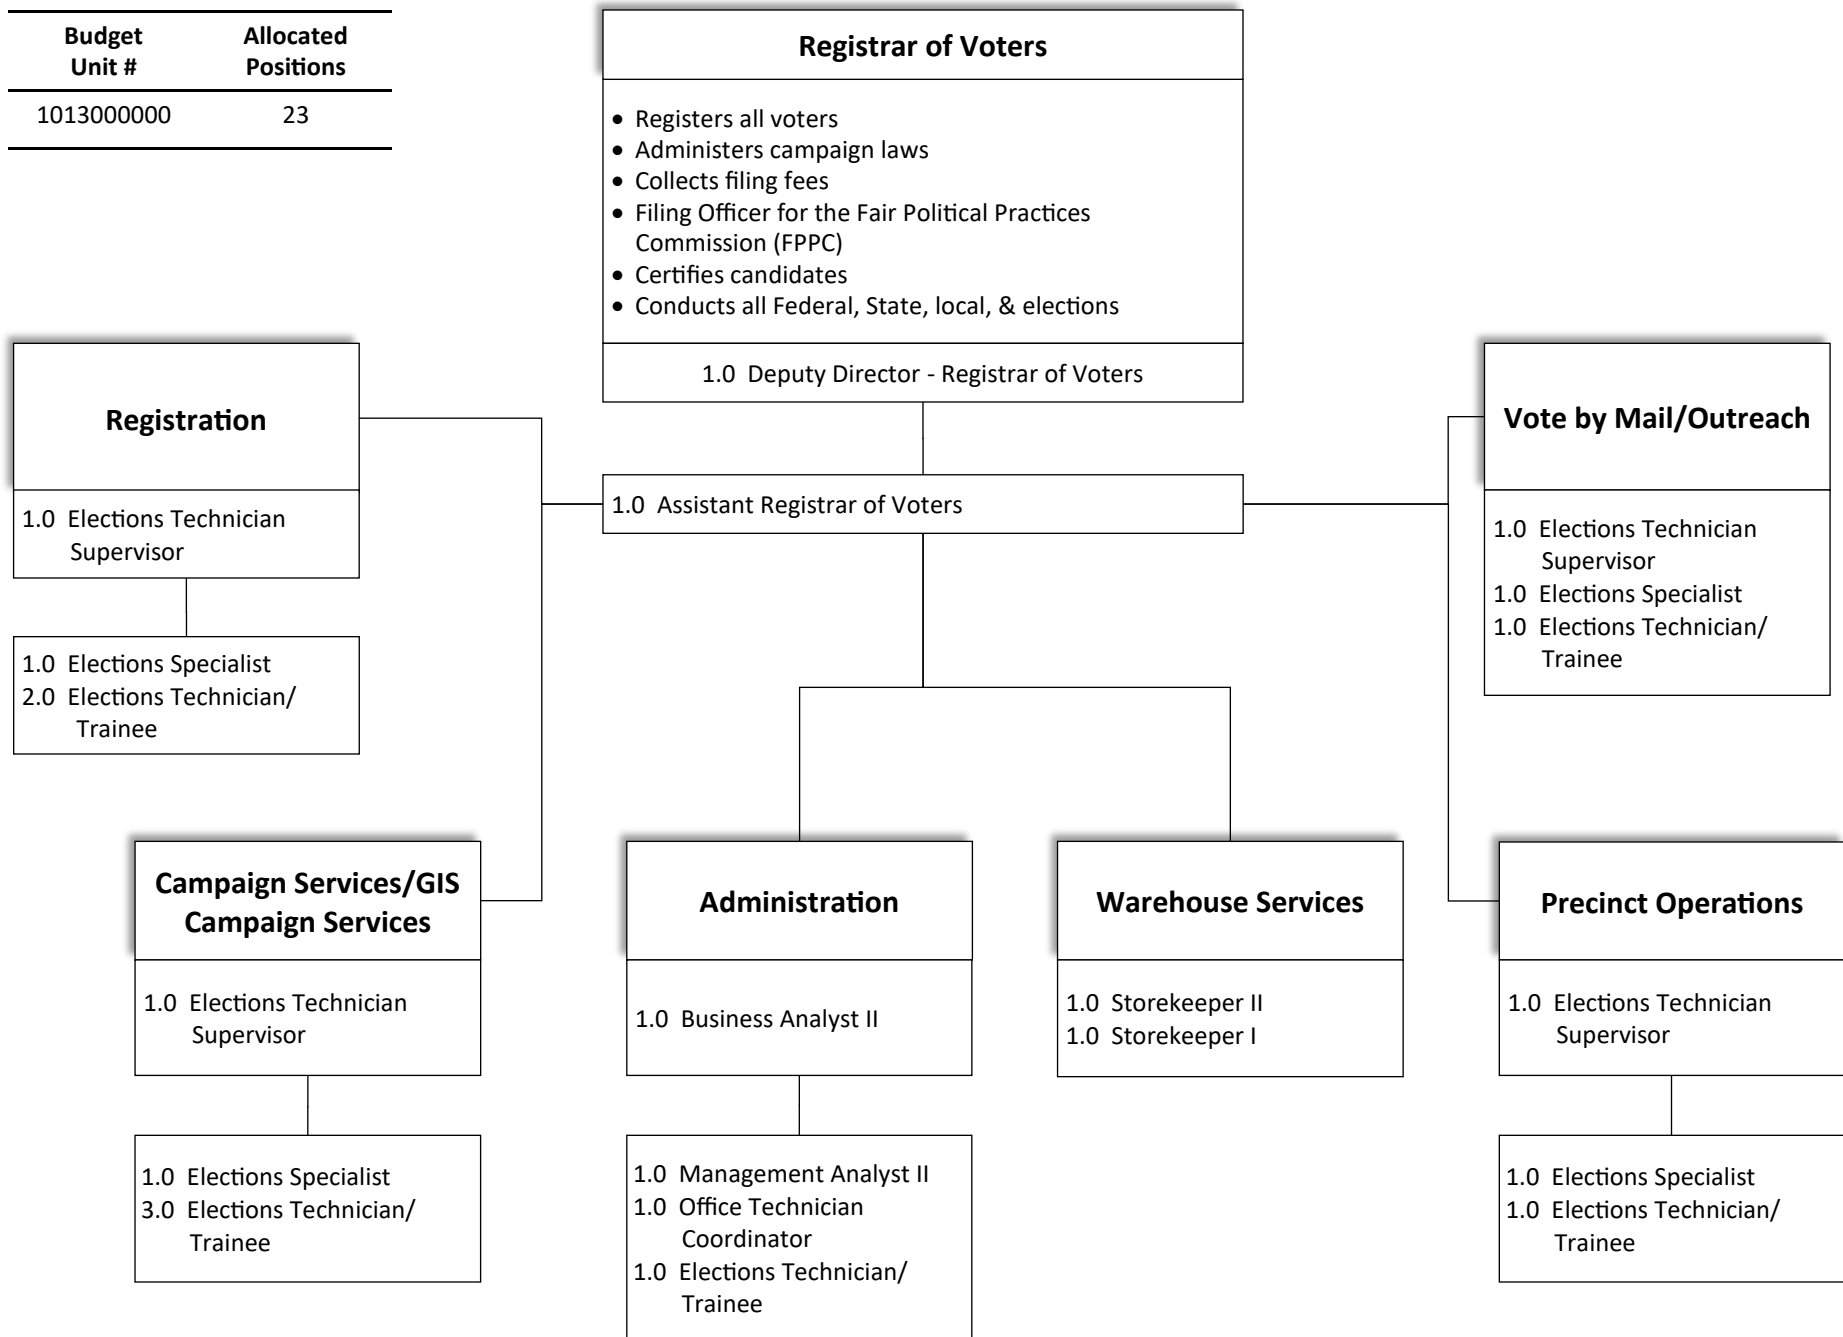 Budget Unit # Allocated Positions
1013000000 23
Registrar of Voters
• Registers all voters
• Administers campaign laws
• Collects filing fees
• Filing Officer for the Fair Political Practices
Commission (FPPC)
• Certifies candidates
• Conducts all Federal, State, local, & elections
1.0 Deputy Director - Registrar of Voters
1.0 Assistant Registrar of Voters
Registration
1.0 Elections Technician
Supervisor
1.0 Elections Specialist
2.0 Elections Technician/
Trainee
Vote by Mail/Outreach
1.0 Elections Technician
Supervisor
1.0 Elections Specialist
1.0 Elections Technician/
Trainee
Campaign Services/GIS
Campaign Services
1.0 Elections Technician
Supervisor
1.0 Elections Specialist
3.0 Elections Technician/
Trainee
Administration
1.0 Business Analyst II
1.0 Management Analyst II
1.0 Office Technician
Coordinator
1.0 Elections Technician/
Trainee
Warehouse Services
1.0 Storekeeper II
1.0 Storekeeper I
Precinct Operations
1.0 Elections Technician
Supervisor
1.0 Elections Specialist
1.0 Elections Technician/
Trainee